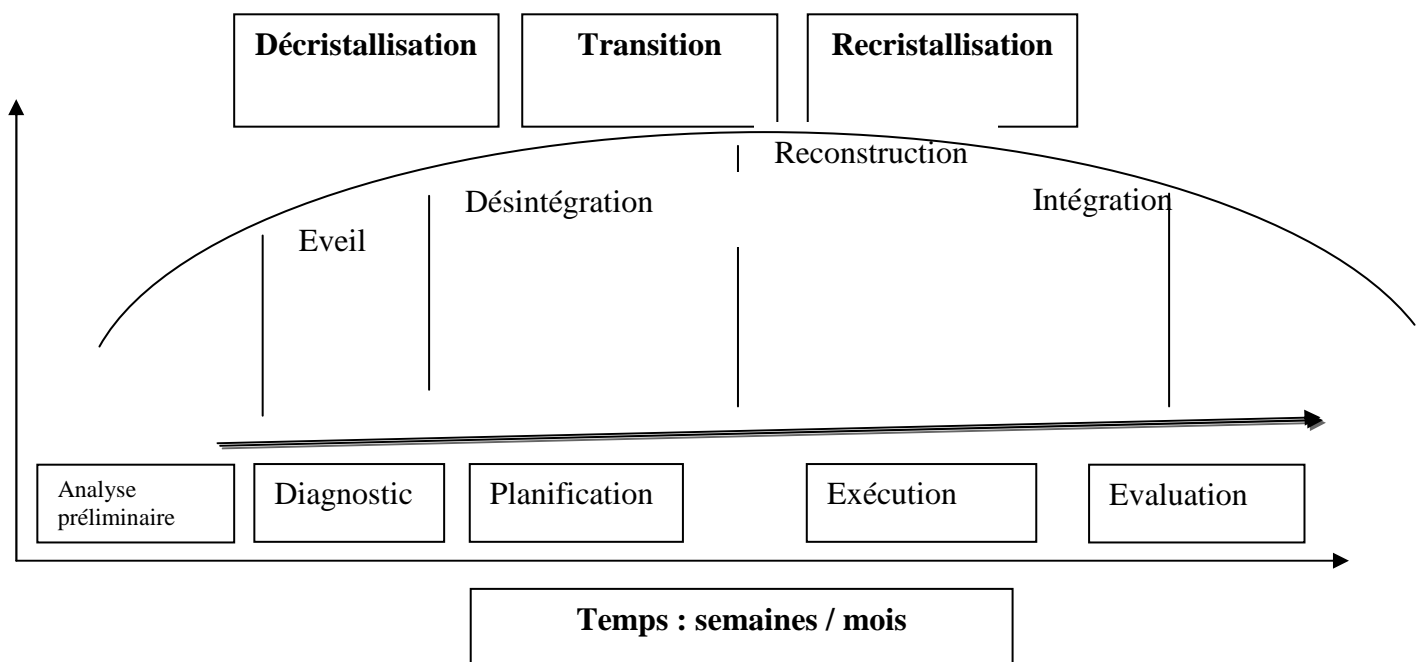 Décristallisation
Transition
Recristallisation
Reconstruction
Désintégration
Intégration
Eveil
Analyse
préliminaire
Diagnostic
Planification
Exécution
Evaluation
Temps : semaines / mois